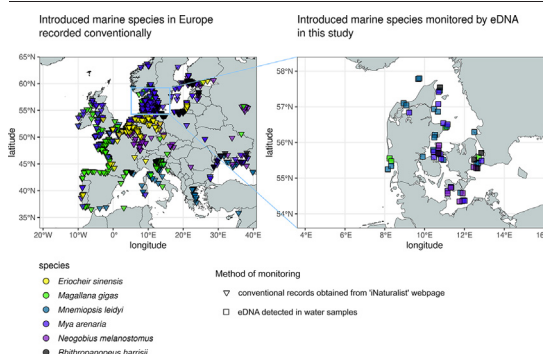 Introduced marine species in Europe
recorded conventionally
Introduced marine species monitored by eDNA
in this study
65°N
60°N
55°N
50°N
45°N
40°N
35°N
latitude
20°W
10°W
0°
10°E
20°E
30°E
40°E
longitude
58°N
57°N
56°N
55°N
54°N
latitude
4°E
6°E
8°E
10°E
12°E
14°E
16°
longitude
species
Eriocheir sinensis
Magallana gigas
Mnemiopsis leidyi
Mya arenaria
Neogobius melanostomus
Rhithropanopeus harrisii
Method of monitoring
conventional records obtained from 'iNaturalist' webpage
eDNA detected in water samples